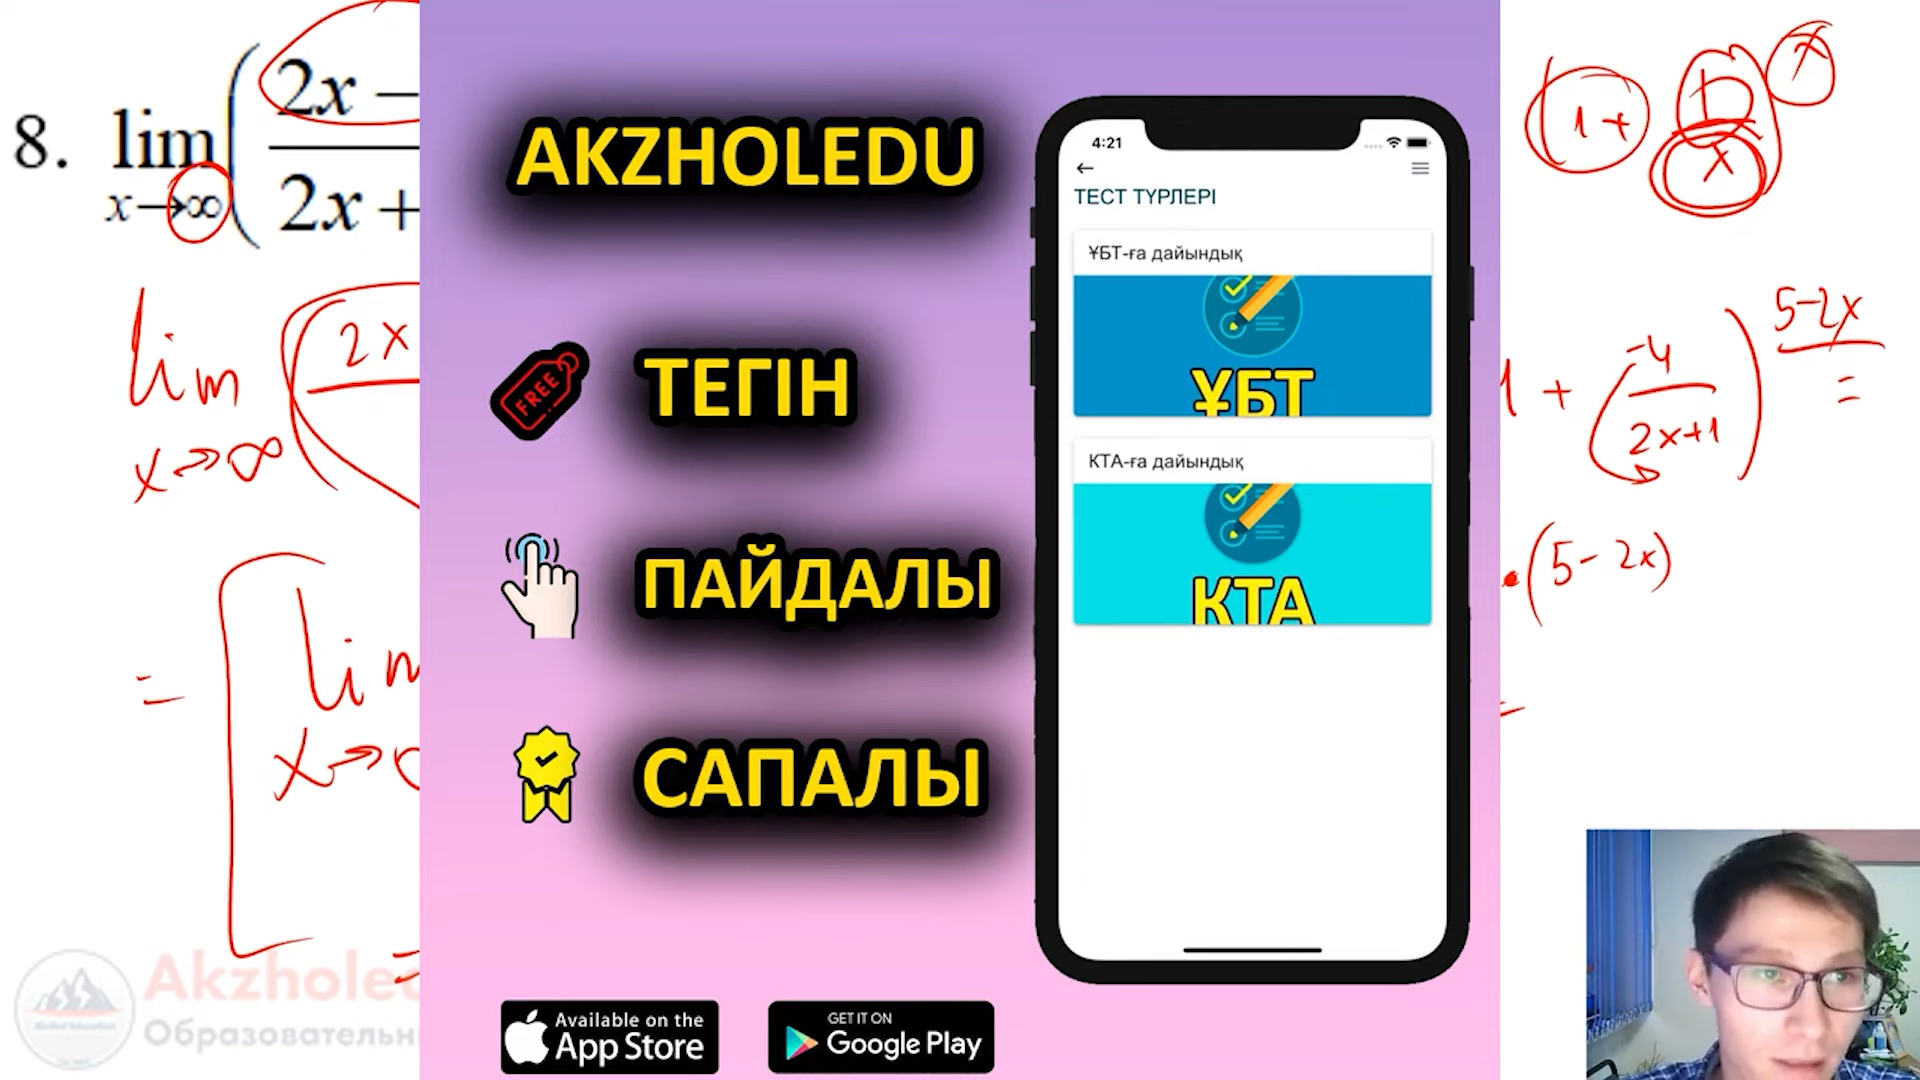 8. lim
x→∞
2x −
2x +
1 +
x
AKZHOLEDU
FREE
ТЕГІН
ПАЙДАЛЫ
САПАЛЫ
4:21
ТЕСТ ТҮРЛЕРІ
ҰБТ-ға дайындық
ҰБТ
КТА-ға дайындық
КТА
Available on the
App Store
GET IT ON
Google Play
lim
x→∞
2x
1 + (-4
2x+1) 5-2x
=
• (5-2x)
= lim
x→
=
=
Akzholed
Образовательн